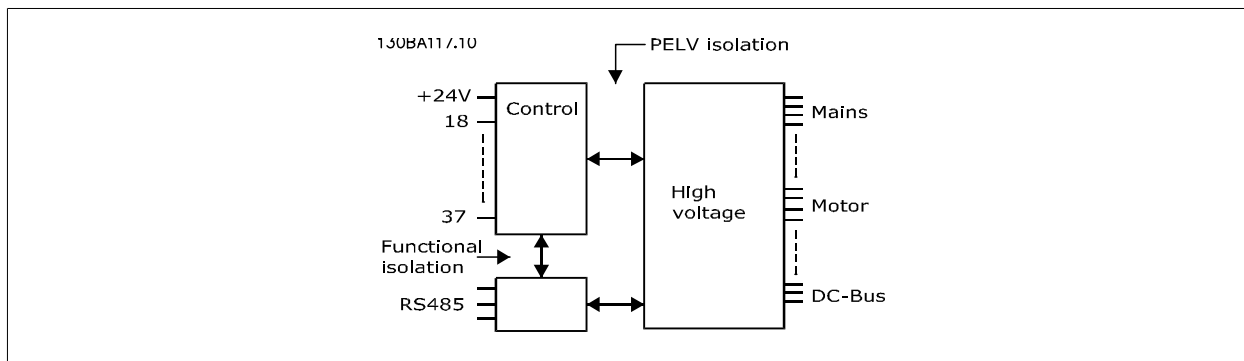 130BA117.10
PELV isolation
+24V
Control
18
Mains
High
voltage
37
Motor
Functional
isolation
RS485
DC-Bus